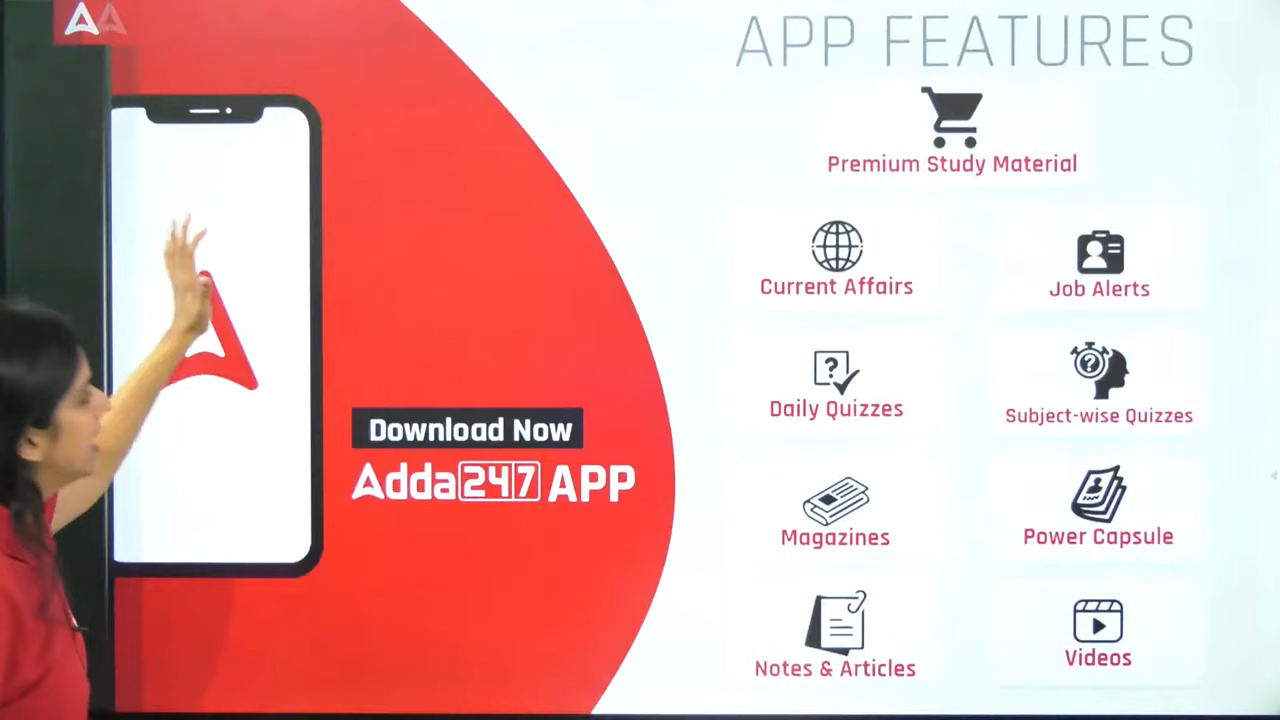 APP FEATURES
Premium Study Material
Current Affairs
Job Alerts
Daily Quizzes
Subject-wise Quizzes
Download Now
Adda247 APP
Magazines
Power Capsule
Notes & Articles
Videos